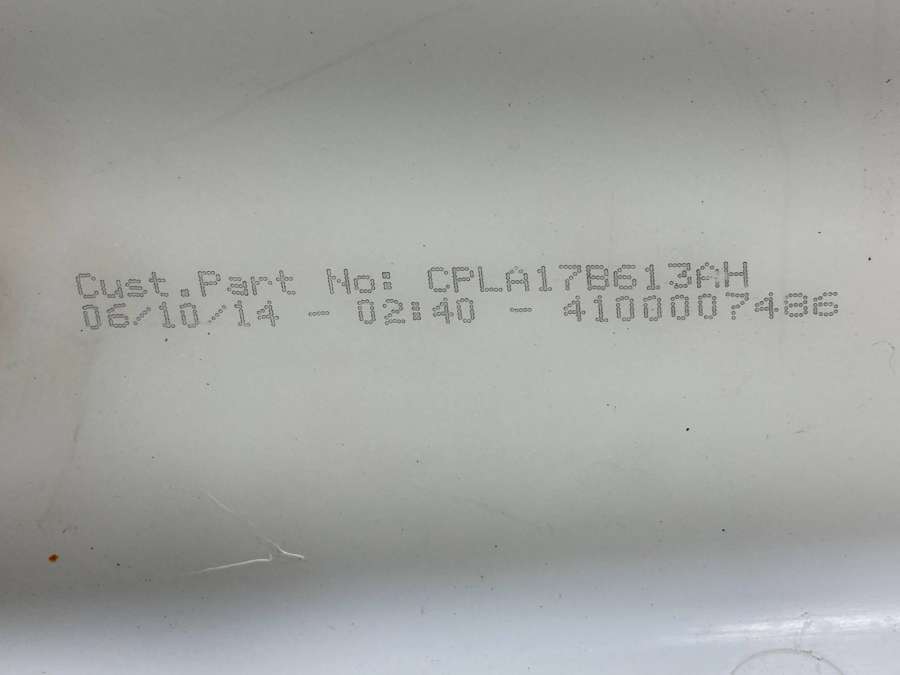 Cust.Part No: CPLA17B613AH
06/10/14 - 02:40 - 4100007486